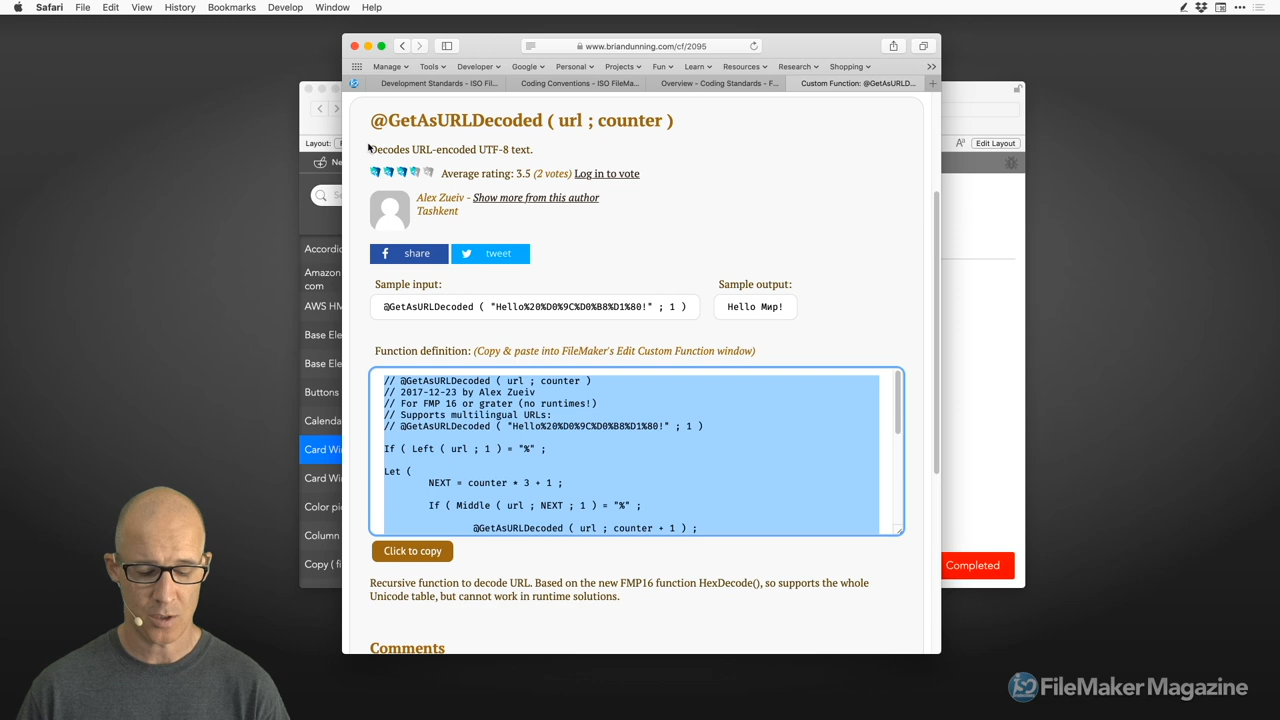 Safari File Edit View History Bookmarks Develop Window Help
www.briandunning.com/cf/2095
Manage Tools Developer Google Personal Projects Fun Learn Resources Research Shopping
Development Standards - ISO Fil... Coding Conventions - ISO FileMa... Overview - Coding Standards - F... Custom Function: @GetAsURLD...
Layout:
Edit Layout
Ne
Se
Accordic
Amazon
com
AWS HM
Base Ele
Base Ele
Buttons
Calenda
Card Wi
Card Wi
Color pic
Column
Copy ( fi
@GetAsURLDecoded ( url ; counter )
Decodes URL-encoded UTF-8 text.
Average rating: 3.5 (2 votes) Log in to vote
Alex Zueiv - Show more from this author
Tashkent
share tweet
Sample input: Sample output:
@GetAsURLDecoded ( "Hello%20%D0%9C%D0%B8%D1%80!" ; 1 ) Hello Мир!
Function definition: (Copy & paste into FileMaker's Edit Custom Function window)
// @GetAsURLDecoded ( url ; counter )
// 2017-12-23 by Alex Zueiv
// For FMP 16 or grater (no runtimes!)
// Supports multilingual URLs:
// @GetAsURLDecoded ( "Hello%20%D0%9C%D0%B8%D1%80!" ; 1 )
If ( Left ( url ; 1 ) = "%" ;
Let (
NEXT = counter * 3 + 1 ;
If ( Middle ( url ; NEXT ; 1 ) = "%" ;
@GetAsURLDecoded ( url ; counter + 1 ) ;
Click to copy
Completed
Recursive function to decode URL. Based on the new FMP16 function HexDecode(), so supports the whole
Unicode table, but cannot work in runtime solutions.
Comments
FileMaker Magazine